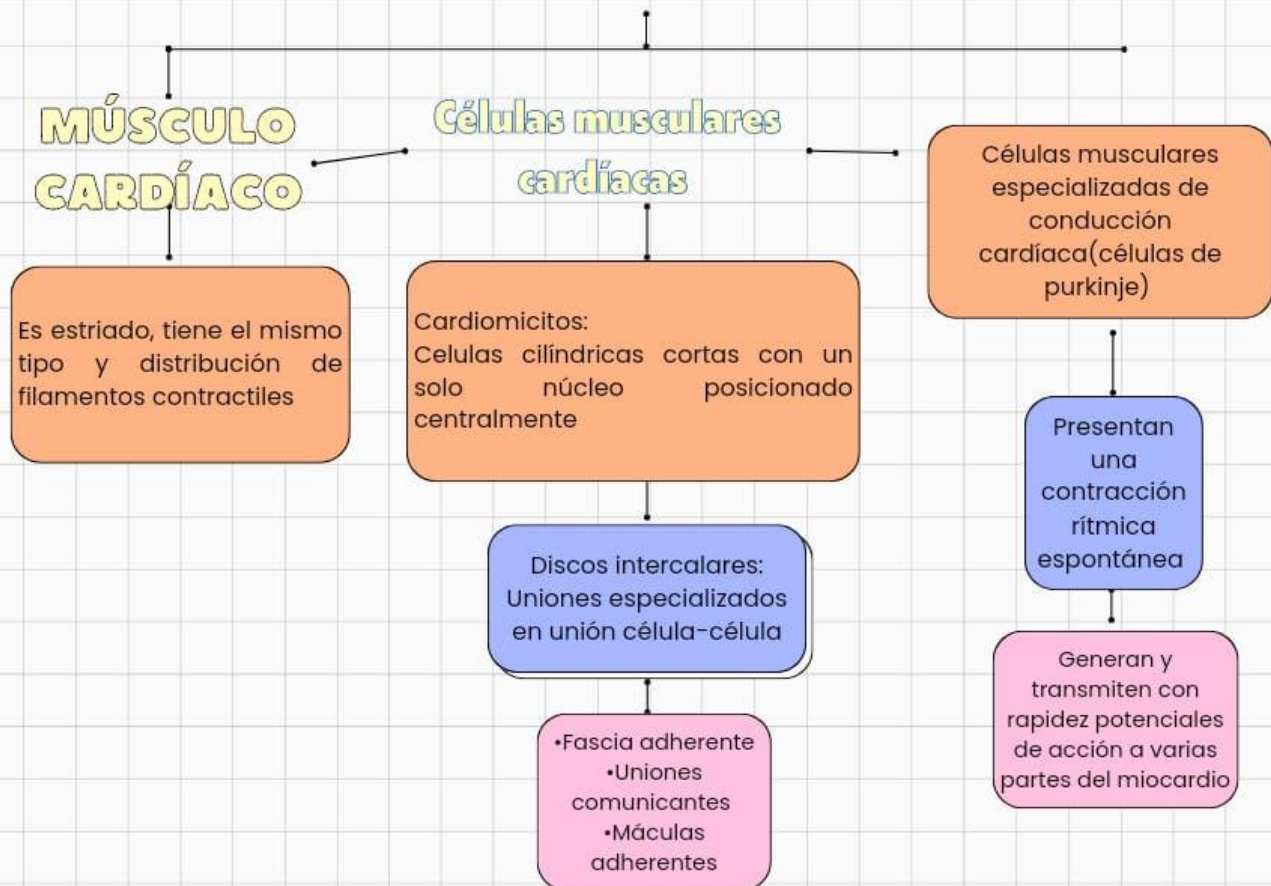 MÚSCULO
CARDÍACO
Es estriado, tiene el mismo
tipo y distribución de
filamentos contractiles
Células musculares
cardíacas
Cardiomicitos:
Celulas cilíndricas cortas con un
solo núcleo posicionado
centralmente
Discos intercalares:
Uniones especializados
en unión célula-célula
•Fascia adherente
•Uniones
comunicantes
•Máculas
adherentes
Células musculares
especializadas de
conducción
cardíaca(células de
purkinje)
Presentan
una
contracción
rítmica
espontánea
Generan y
transmiten con
rapidez potenciales
de acción a varias
partes del miocardio